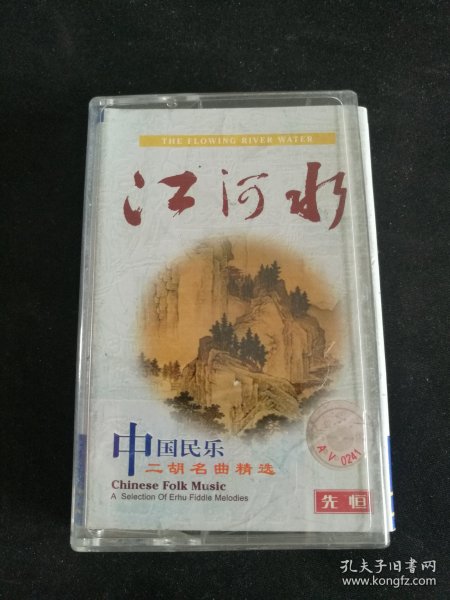 THE FLOWING RIVER WATER
江河水
中国民乐
二胡名曲精选
Chinese Folk Music
A Selection Of Erhu Fiddle Melodies
A V 0241
先恒
孔夫子旧书网
www.kongfz.com